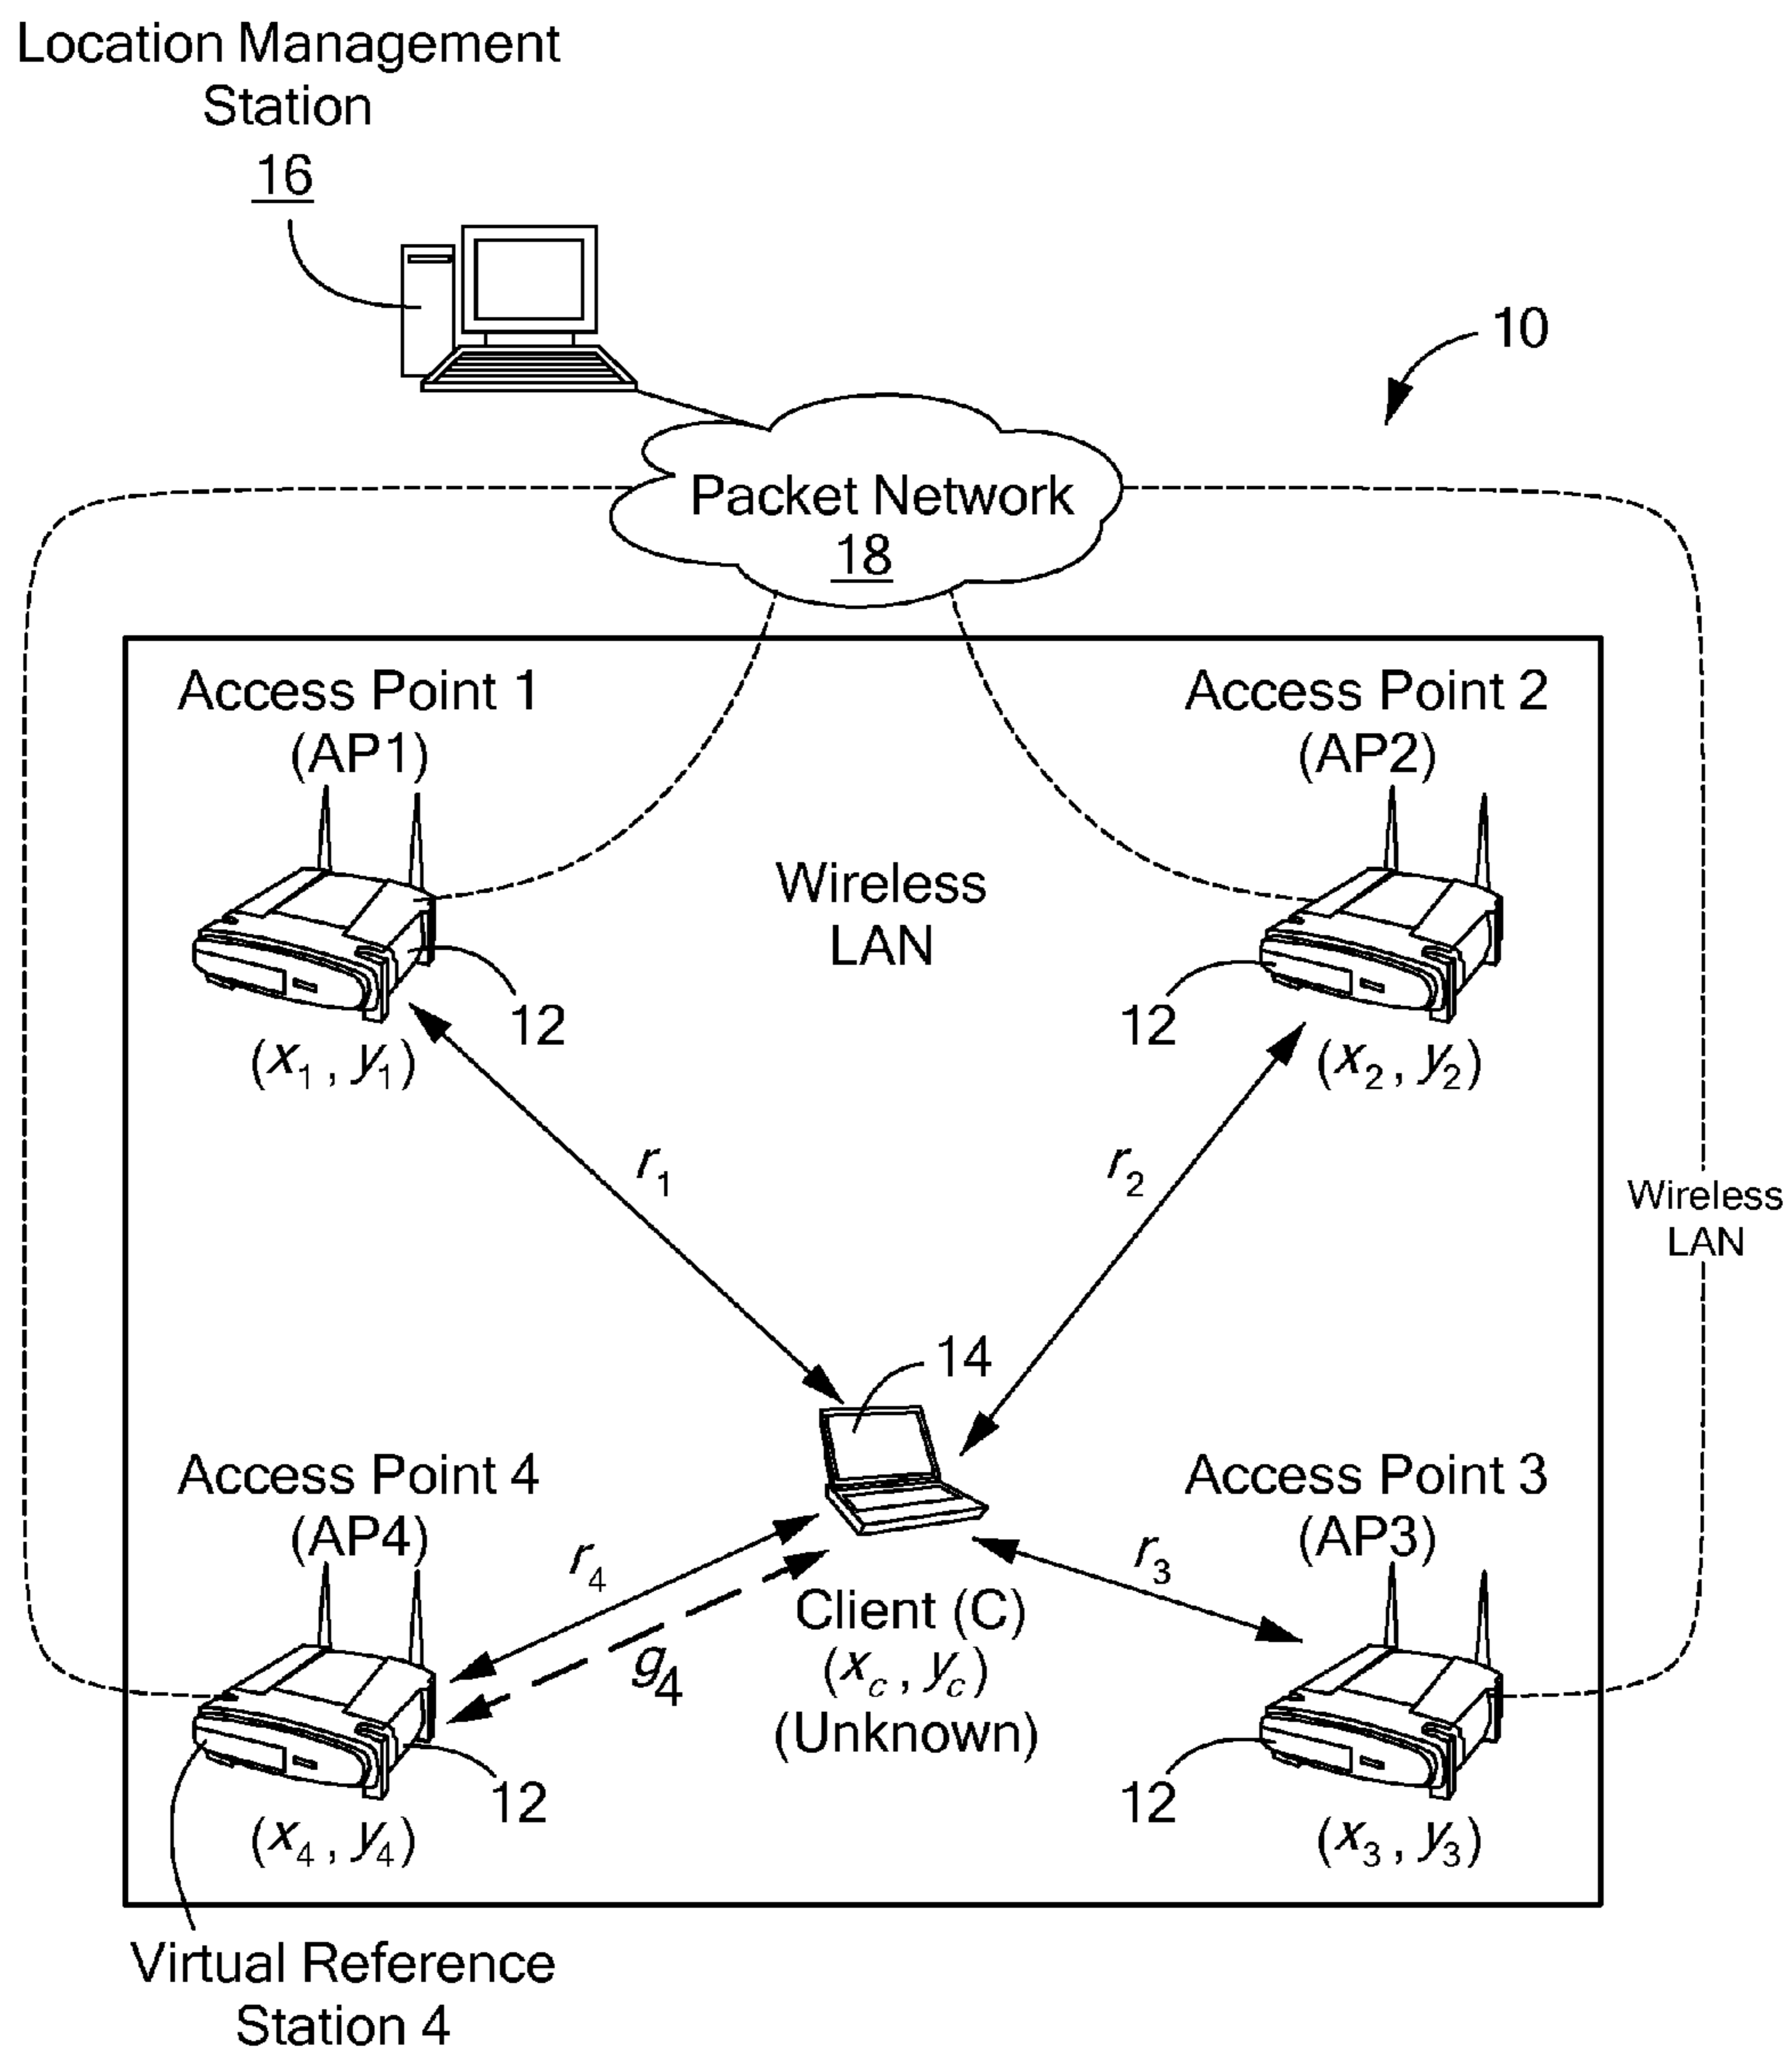 Location Management
Station
16
10
Packet Network
18
Access Point 1
(AP1)
Access Point 2
(AP2)
Wireless
LAN
12
12
(x₁, y₁)
(x₂, y₂)
r₁
r₂
Wireless
LAN
14
Access Point 4
(AP4)
Access Point 3
(AP3)
r₄
r₃
g₄
Client (C)
(x_c, y_c)
(Unknown)
12
12
(x₄, y₄)
(x₃, y₃)
Virtual Reference
Station 4